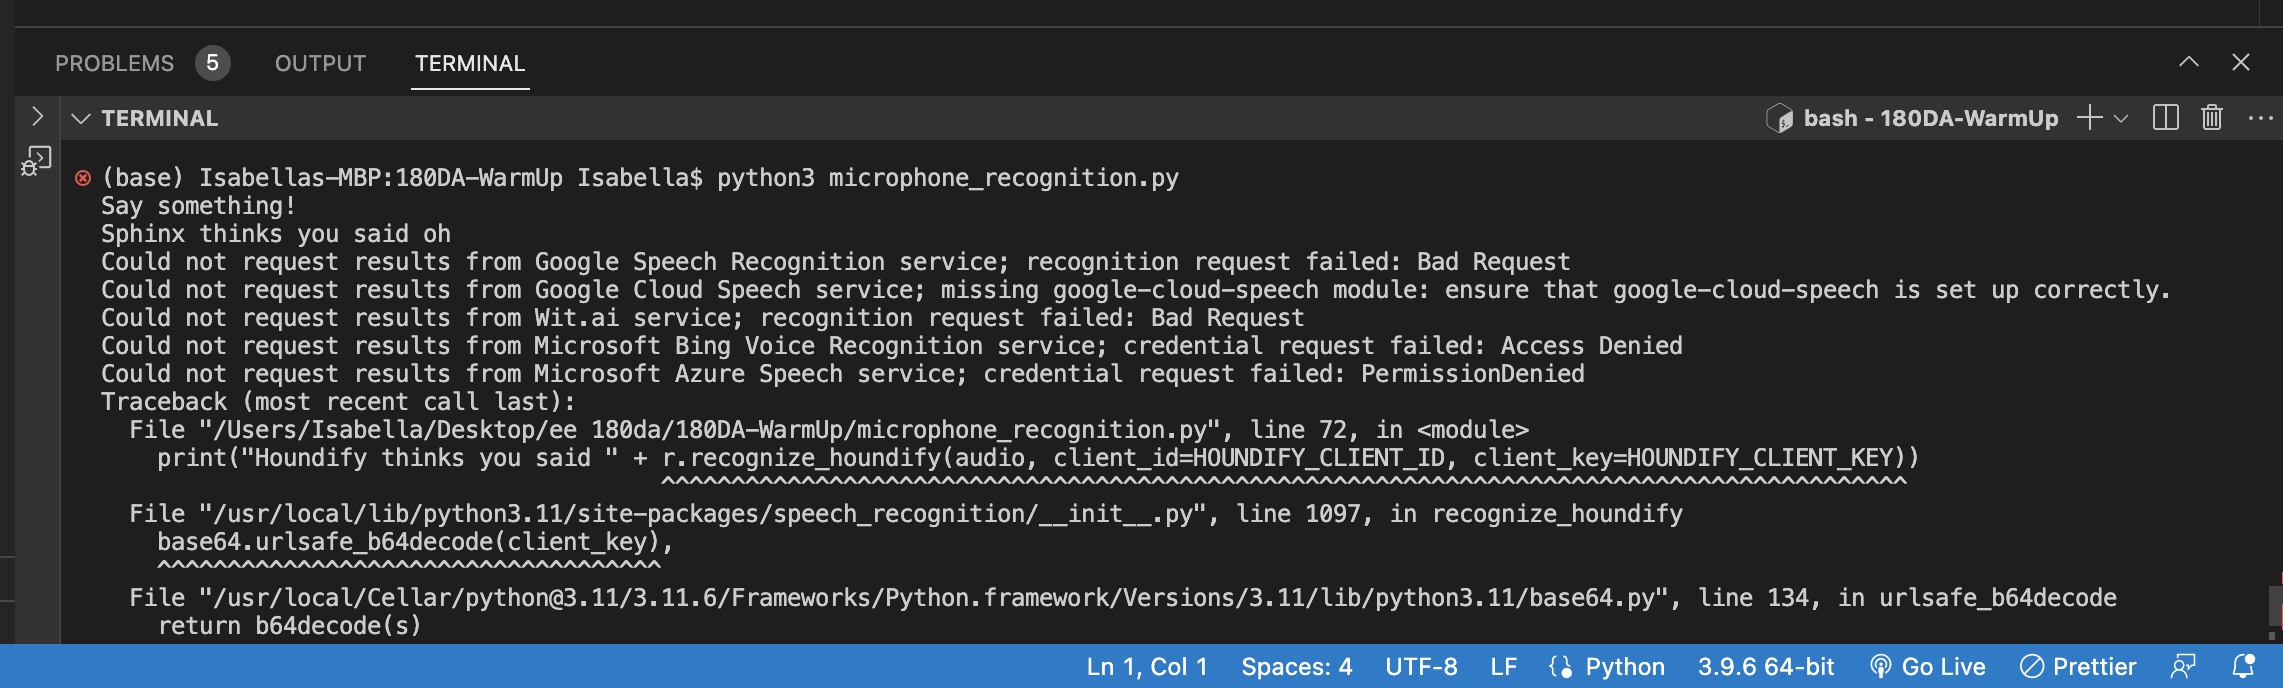 PROBLEMS 5 OUTPUT TERMINAL
TERMINAL bash - 180DA-WarmUp
(base) Isabellas-MBP:180DA-WarmUp Isabella$ python3 microphone_recognition.py
Say something!
Sphinx thinks you said oh
Could not request results from Google Speech Recognition service; recognition request failed: Bad Request
Could not request results from Google Cloud Speech service; missing google-cloud-speech module: ensure that google-cloud-speech is set up correctly.
Could not request results from Wit.ai service; recognition request failed: Bad Request
Could not request results from Microsoft Bing Voice Recognition service; credential request failed: Access Denied
Could not request results from Microsoft Azure Speech service; credential request failed: PermissionDenied
Traceback (most recent call last):
  File "/Users/Isabella/Desktop/ee 180da/180DA-WarmUp/microphone_recognition.py", line 72, in <module>
    print("Houndify thinks you said " + r.recognize_houndify(audio, client_id=HOUNDIFY_CLIENT_ID, client_key=HOUNDIFY_CLIENT_KEY))
                                        ^^^^^^^^^^^^^^^^^^^^^^^^^^^^^^^^^^^^^^^^^^^^^^^^^^^^^^^^^^^^^^^^^^^^^^^^^^^^^^^^^^^^^^^^^
  File "/usr/local/lib/python3.11/site-packages/speech_recognition/__init__.py", line 1097, in recognize_houndify
    base64.urlsafe_b64decode(client_key),
    ^^^^^^^^^^^^^^^^^^^^^^^^^^^^^^^^^^^^
  File "/usr/local/Cellar/python@3.11/3.11.6/Frameworks/Python.framework/Versions/3.11/lib/python3.11/base64.py", line 134, in urlsafe_b64decode
    return b64decode(s)
Ln 1, Col 1 Spaces: 4 UTF-8 LF Python 3.9.6 64-bit Go Live Prettier